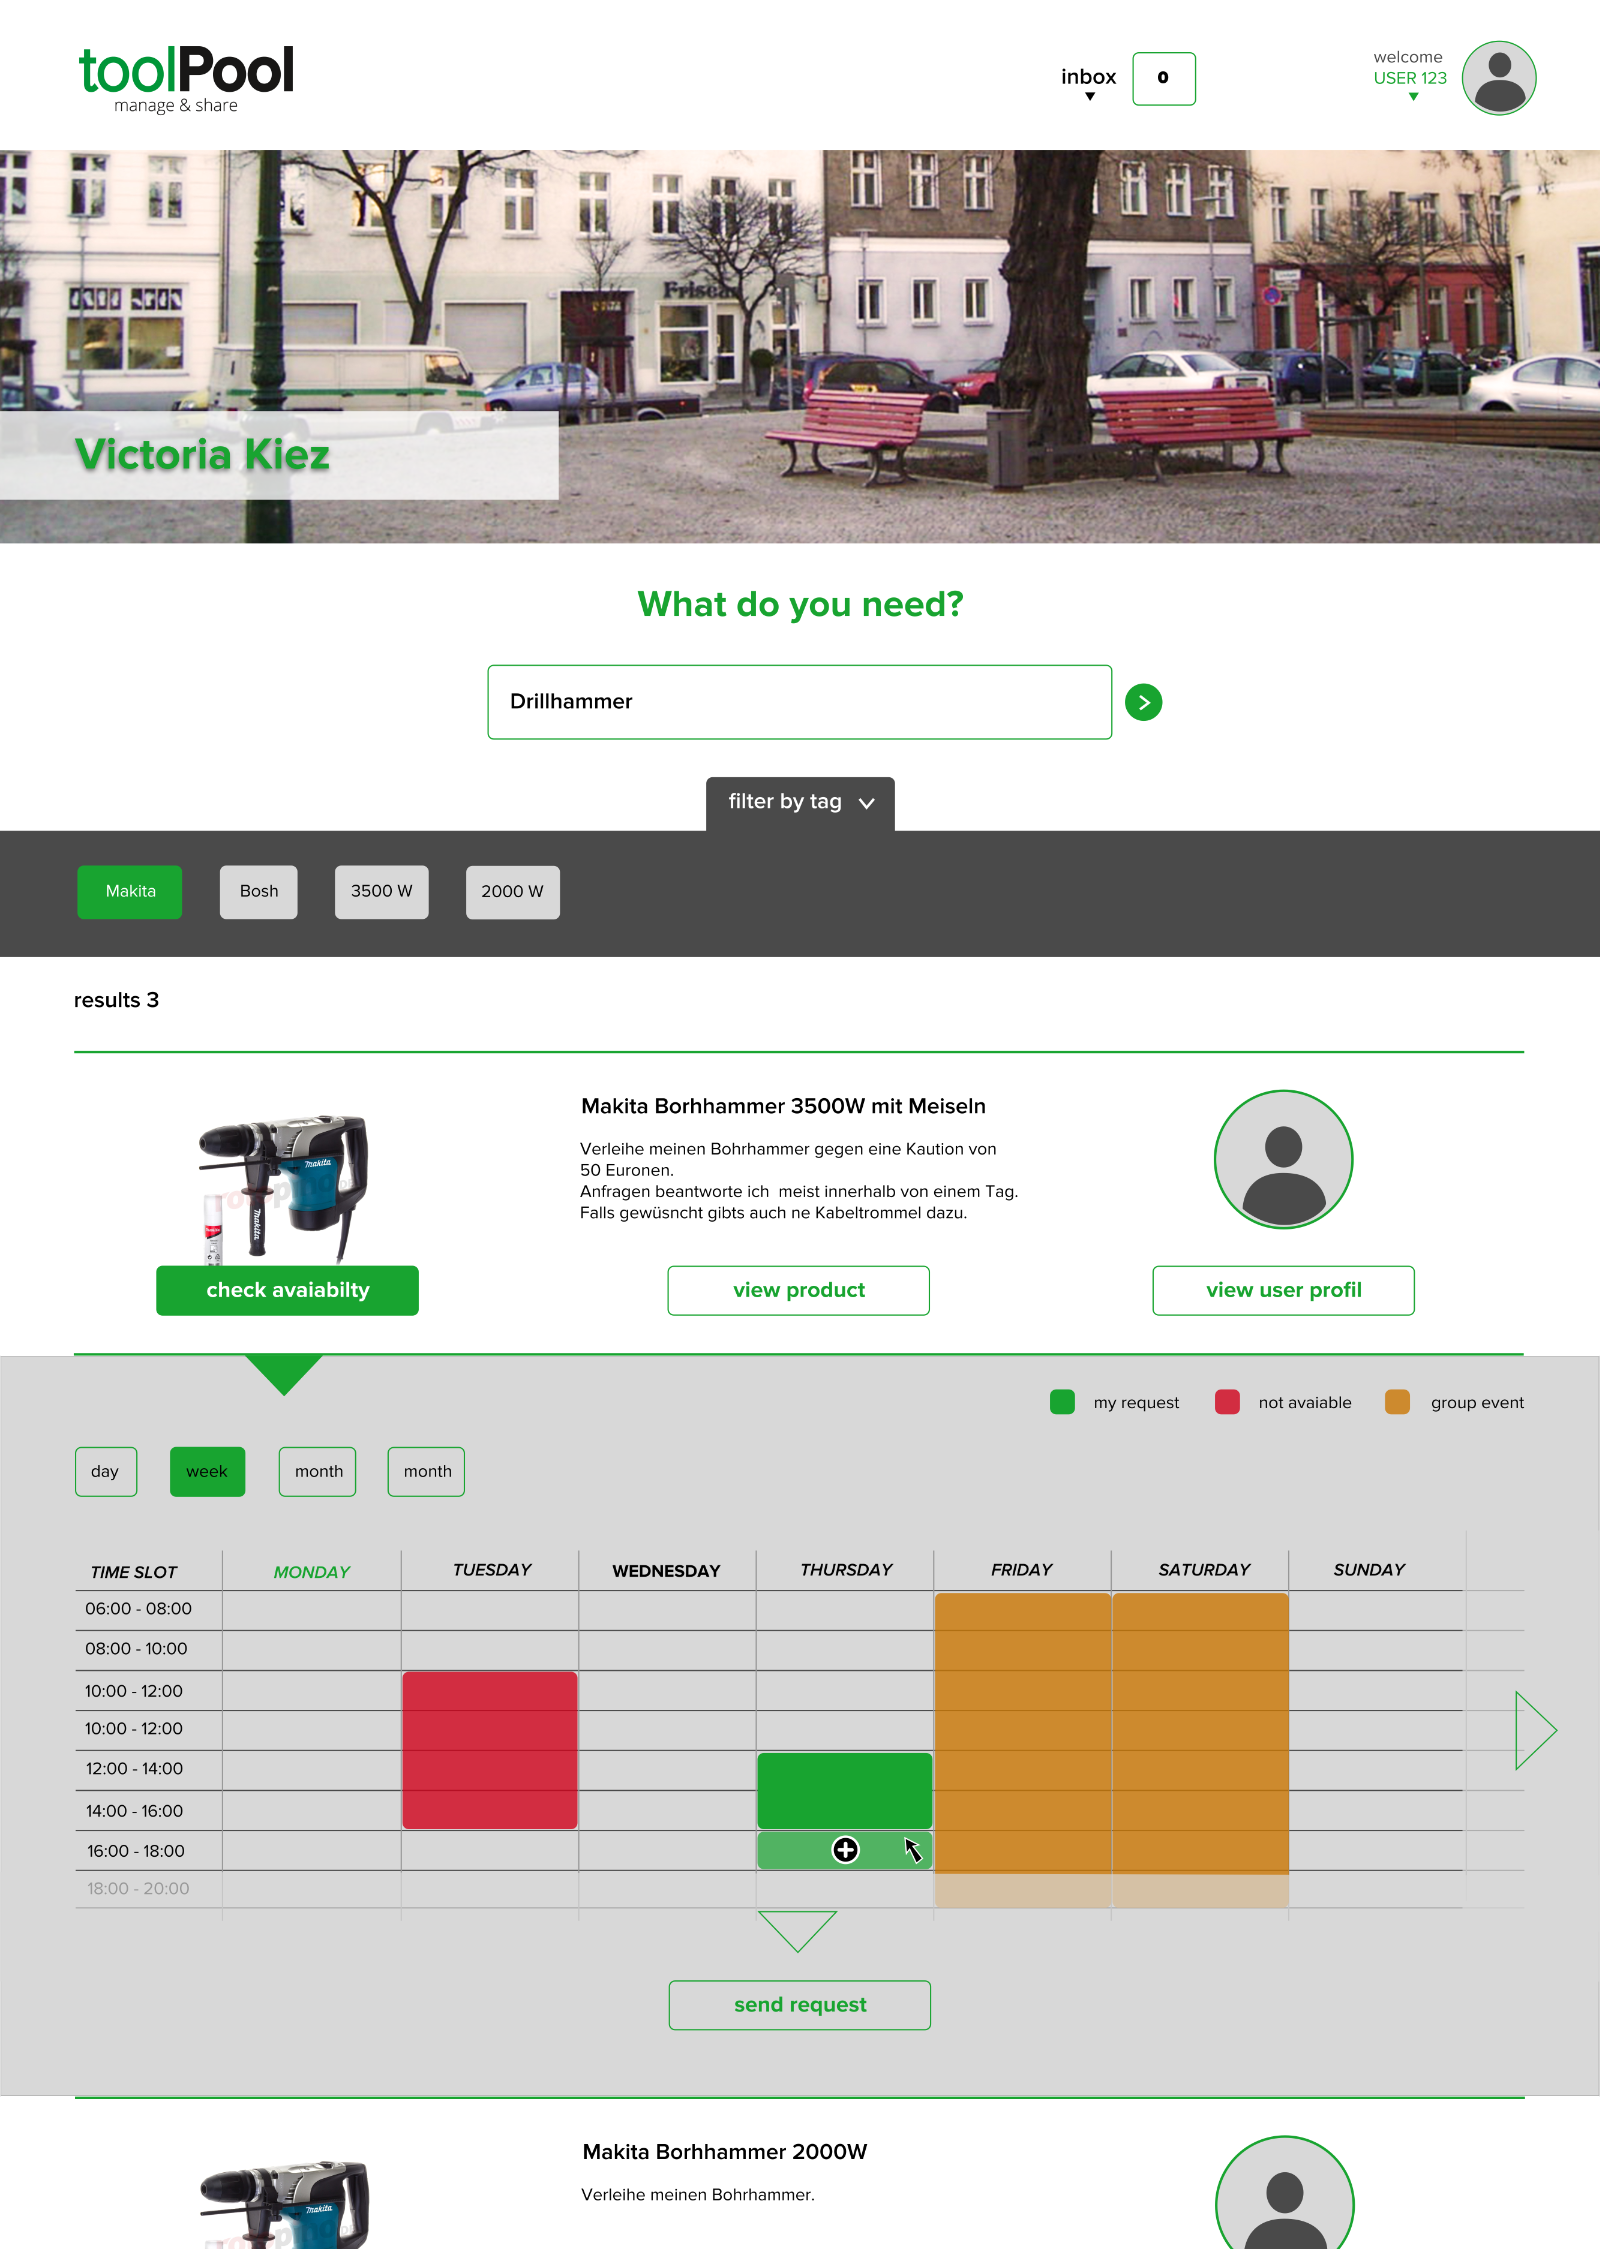 toolPool
manage & share
inbox
0
welcome
USER 123
Friseur
Victoria Kiez
What do you need?
Drillhammer
filter by tag
Makita
Bosh
3500 W
2000 W
results 3
Makita Borhhammer 3500W mit Meiseln
Verleihe meinen Bohrhammer gegen eine Kaution von
50 Euronen.
Anfragen beantworte ich  meist innerhalb von einem Tag.
Falls gewüsncht gibts auch ne Kabeltrommel dazu.
makita
makita
check avaiabilty
view product
view user profil
my request
not avaiable
group event
day
week
month
month
TIME SLOT
MONDAY
TUESDAY
WEDNESDAY
THURSDAY
FRIDAY
SATURDAY
SUNDAY
06:00 - 08:00
08:00 - 10:00
10:00 - 12:00
10:00 - 12:00
12:00 - 14:00
14:00 - 16:00
16:00 - 18:00
18:00 - 20:00
send request
Makita Borhhammer 2000W
Verleihe meinen Bohrhammer.
makita